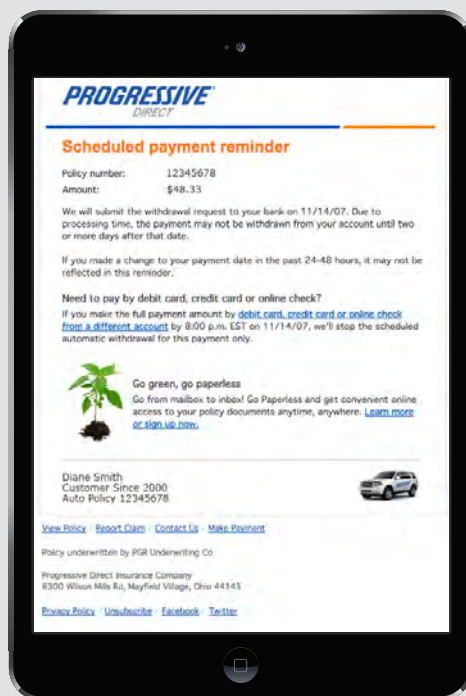 PROGRESSIVE
DIRECT
Scheduled payment reminder
Policy number: 12345678
Amount: $48.33
We will submit the withdrawal request to your bank on 11/14/07. Due to
processing time, the payment may not be withdrawn from your account until two
or more days after that date.
If you made a change to your payment date in the past 24-48 hours, it may not be
reflected in this reminder.
Need to pay by debit card, credit card or online check?
If you make the full payment amount by debit card, credit card or online check
from a different account by 8:00 p.m. EST on 11/14/07, we'll stop the scheduled
automatic withdrawal for this payment only.
Go green, go paperless
Go from mailbox to inbox! Go Paperless and get convenient online
access to your policy documents anytime, anywhere. Learn more
or sign up now.
Diane Smith
Customer Since 2000
Auto Policy 12345678
View Policy / Report Claim / Contact Us / Make Payment
Policy underwritten by PGR Underwriting Co
Progressive Direct Insurance Company
6300 Wilson Mills Rd, Mayfield Village, Ohio 44143
Privacy Policy / Unsubscribe / Facebook / Twitter